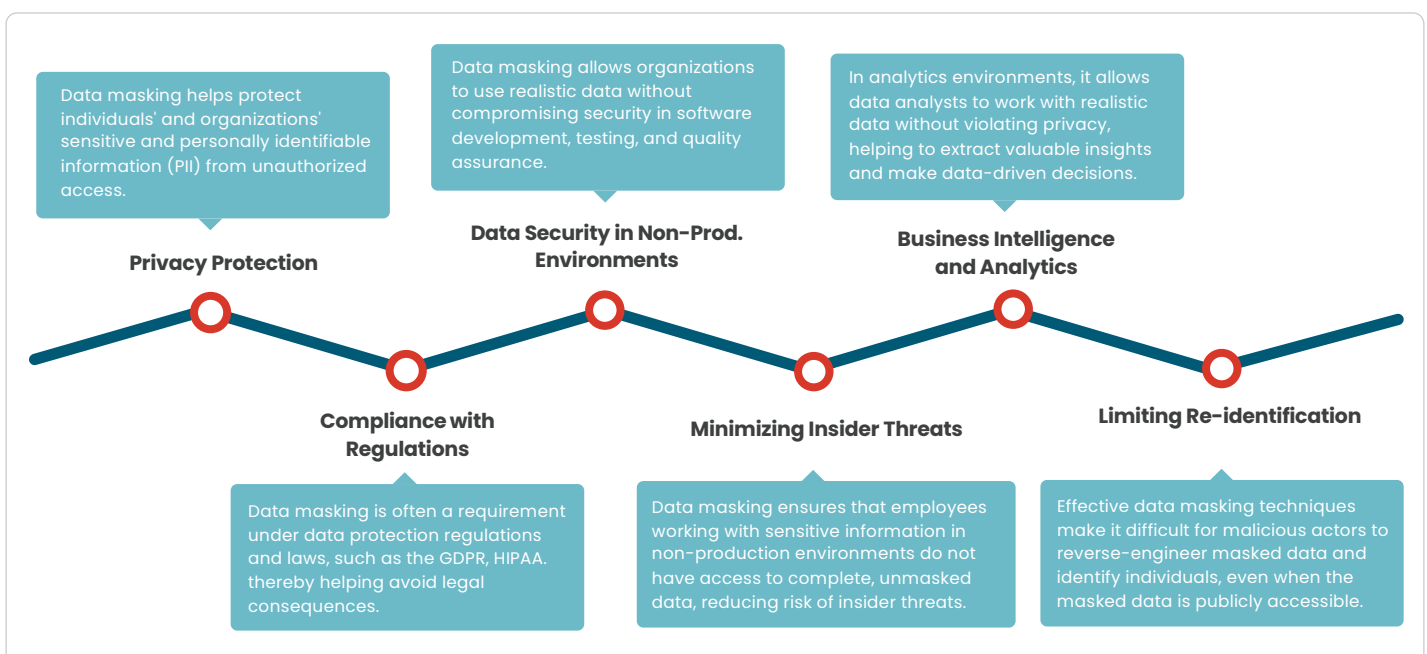 Data masking helps protect
individuals' and organizations'
sensitive and personally identifiable
information (PII) from unauthorized
access.
Privacy Protection
Data masking allows organizations
to use realistic data without
compromising security in software
development, testing, and quality
assurance.
Data Security in Non-Prod.
Environments
In analytics environments, it allows
data analysts to work with realistic
data without violating privacy,
helping to extract valuable insights
and make data-driven decisions.
Business Intelligence
and Analytics
Compliance with
Regulations
Data masking is often a requirement
under data protection regulations
and laws, such as the GDPR, HIPAA.
thereby helping avoid legal
consequences.
Minimizing Insider Threats
Data masking ensures that employees
working with sensitive information in
non-production environments do not
have access to complete, unmasked
data, reducing risk of insider threats.
Limiting Re-identification
Effective data masking techniques
make it difficult for malicious actors to
reverse-engineer masked data and
identify individuals, even when the
masked data is publicly accessible.